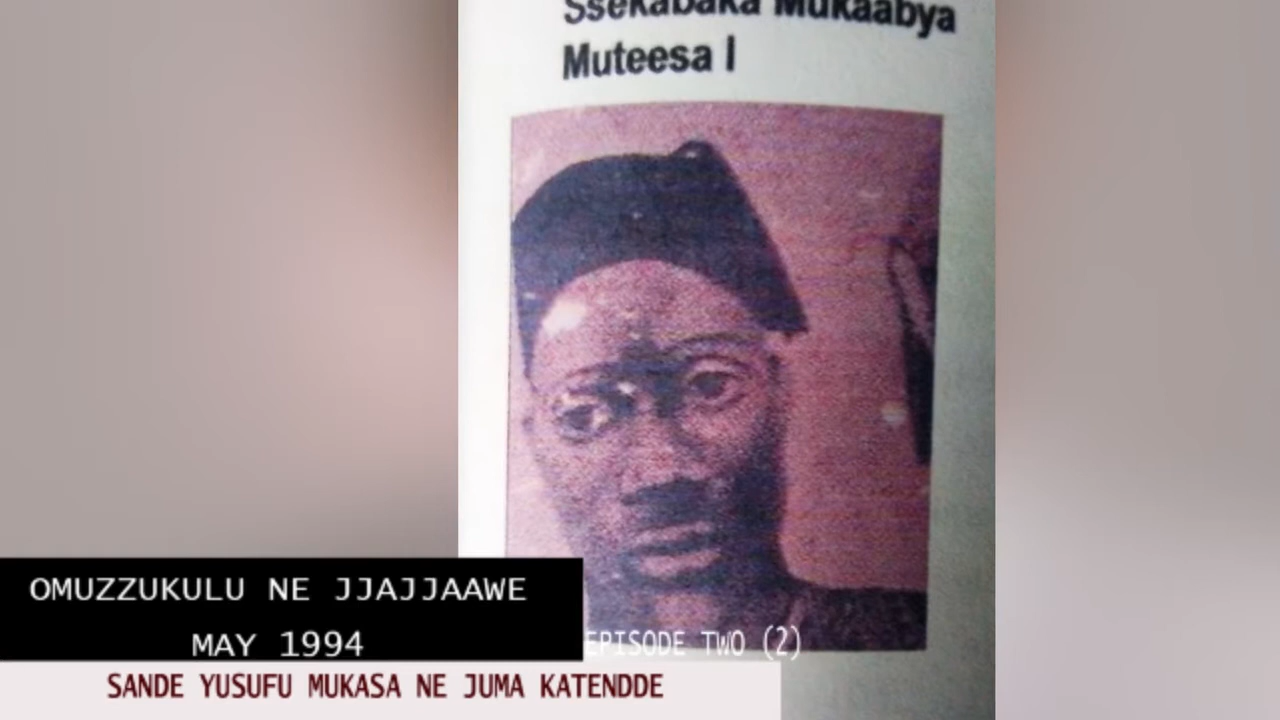 Ssekabaka Mukaabya
Muteesa I
OMUZZUKULU NE JJAJJAAWE
MAY 1994
EPISODE TWO (2)
SANDE YUSUFU MUKASA NE JUMA KATENDDE